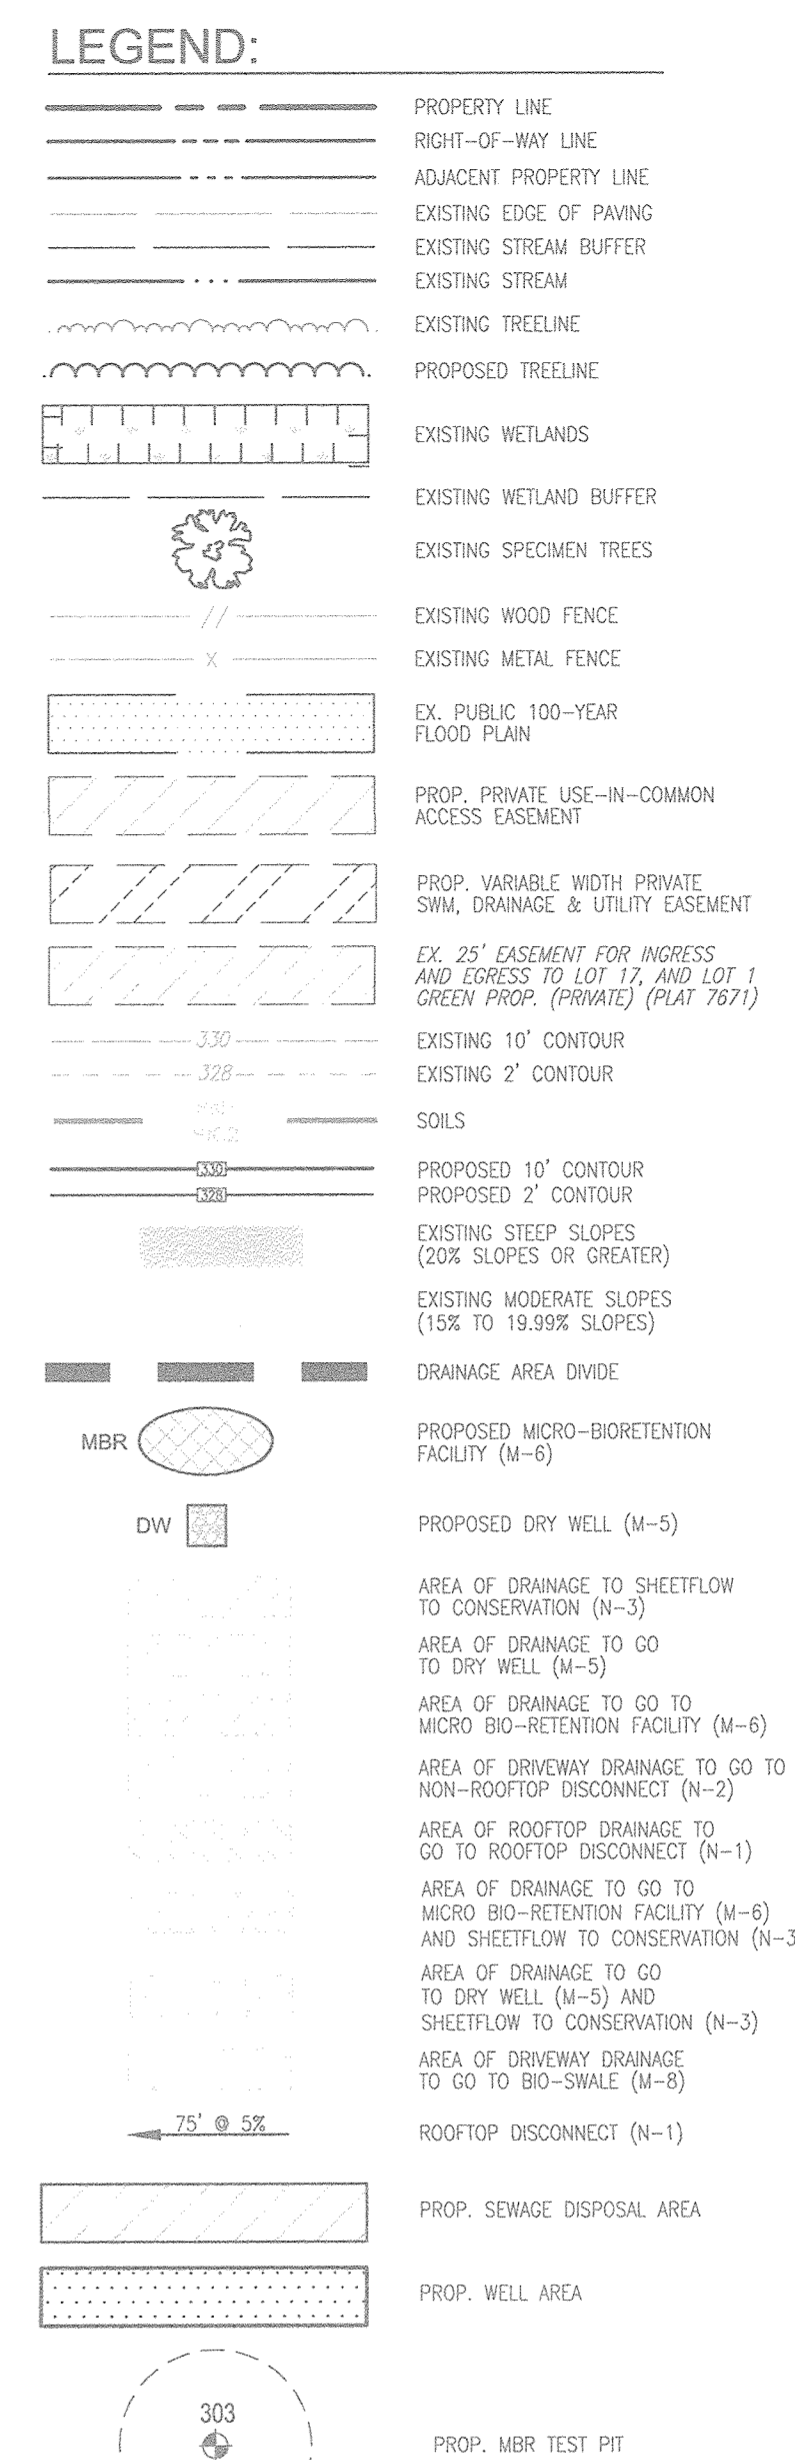 LEGEND:
PROPERTY LINE
RIGHT-OF-WAY LINE
ADJACENT PROPERTY LINE
EXISTING EDGE OF PAVING
EXISTING STREAM BUFFER
EXISTING STREAM
EXISTING TREELINE
PROPOSED TREELINE
EXISTING WETLANDS
EXISTING WETLAND BUFFER
EXISTING SPECIMEN TREES
// EXISTING WOOD FENCE
X EXISTING METAL FENCE
EX. PUBLIC 100-YEAR
FLOOD PLAIN
PROP. PRIVATE USE-IN-COMMON
ACCESS EASEMENT
PROP. VARIABLE WIDTH PRIVATE
SWM, DRAINAGE & UTILITY EASEMENT
EX. 25' EASEMENT FOR INGRESS
AND EGRESS TO LOT 17, AND LOT 1
GREEN PROP. (PRIVATE) (PLAT 7671)
330 EXISTING 10' CONTOUR
328 EXISTING 2' CONTOUR
SOILS
330 PROPOSED 10' CONTOUR
328 PROPOSED 2' CONTOUR
EXISTING STEEP SLOPES
(20% SLOPES OR GREATER)
EXISTING MODERATE SLOPES
(15% TO 19.99% SLOPES)
DRAINAGE AREA DIVIDE
MBR PROPOSED MICRO-BIORETENTION
FACILITY (M-6)
DW PROPOSED DRY WELL (M-5)
AREA OF DRAINAGE TO SHEETFLOW
TO CONSERVATION (N-3)
AREA OF DRAINAGE TO GO
TO DRY WELL (M-5)
AREA OF DRAINAGE TO GO TO
MICRO BIO-RETENTION FACILITY (M-6)
AREA OF DRIVEWAY DRAINAGE TO GO TO
NON-ROOFTOP DISCONNECT (N-2)
AREA OF ROOFTOP DRAINAGE TO
GO TO ROOFTOP DISCONNECT (N-1)
AREA OF DRAINAGE TO GO TO
MICRO BIO-RETENTION FACILITY (M-6)
AND SHEETFLOW TO CONSERVATION (N-3
AREA OF DRAINAGE TO GO
TO DRY WELL (M-5) AND
SHEETFLOW TO CONSERVATION (N-3)
AREA OF DRIVEWAY DRAINAGE
TO GO TO BIO-SWALE (M-8)
75' @ 5% ROOFTOP DISCONNECT (N-1)
PROP. SEWAGE DISPOSAL AREA
PROP. WELL AREA
303
PROP. MBR TEST PIT